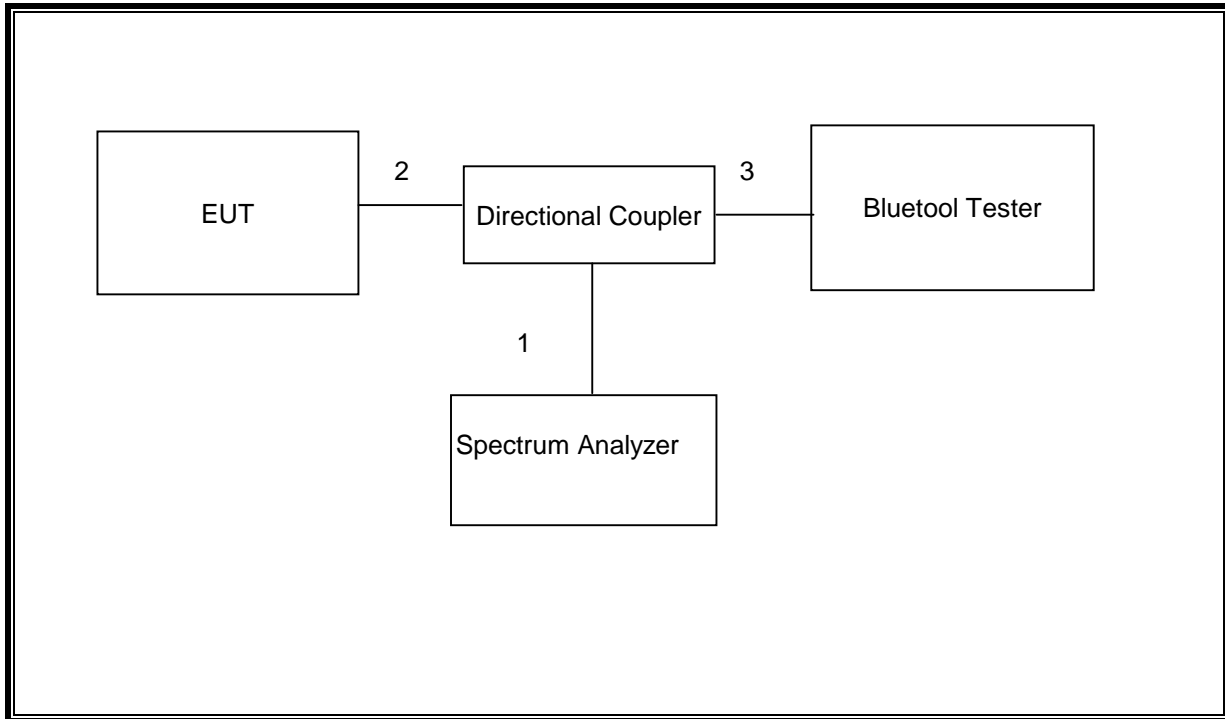 EUT
2
Directional Coupler
3
Bluetool Tester
1
Spectrum Analyzer